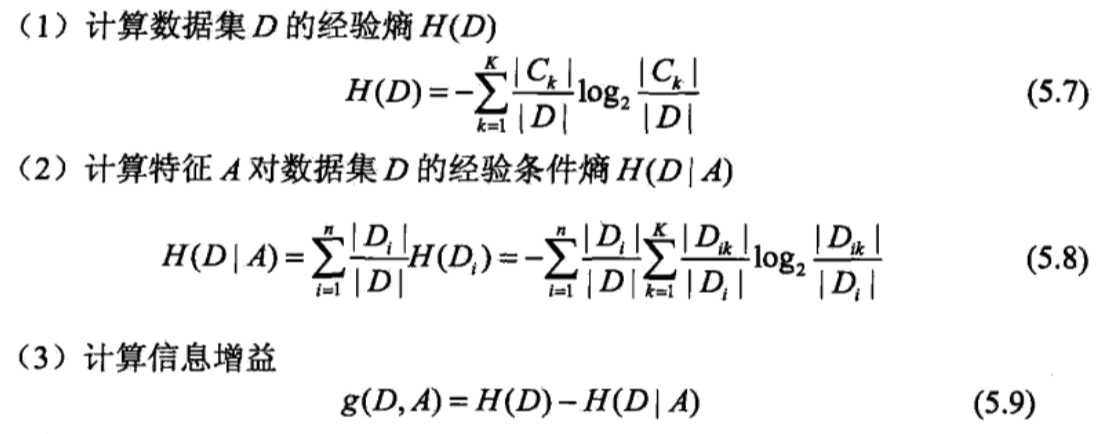 （1）计算数据集 D 的经验熵 H(D)
H(D) = -\sum_{k=1}^{K} \frac{|C_k|}{|D|} \log_2 \frac{|C_k|}{|D|} (5.7)
（2）计算特征 A 对数据集 D 的经验条件熵 H(D|A)
H(D|A) = \sum_{i=1}^{n} \frac{|D_i|}{|D|} H(D_i) = -\sum_{i=1}^{n} \frac{|D_i|}{|D|} \sum_{k=1}^{K} \frac{|D_{ik}|}{|D_i|} \log_2 \frac{|D_{ik}|}{|D_i|} (5.8)
（3）计算信息增益
g(D, A) = H(D) - H(D|A) (5.9)